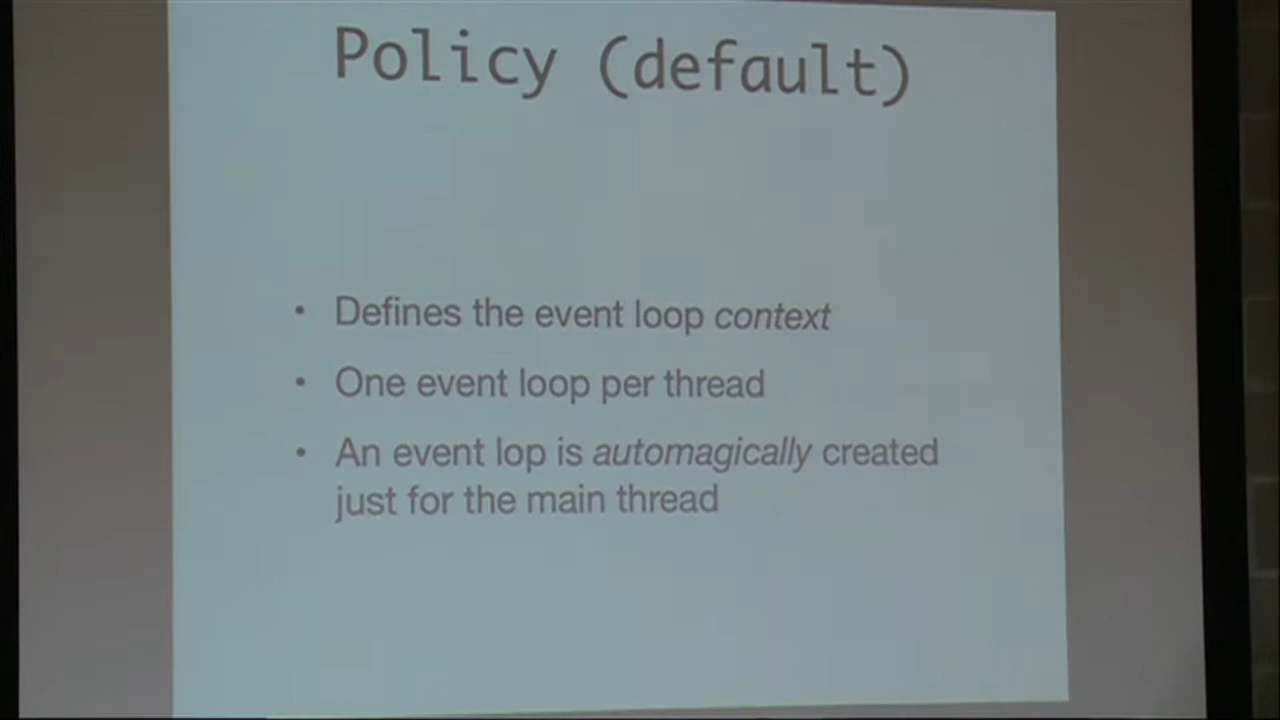 Policy (default)
• Defines the event loop context
• One event loop per thread
• An event lop is automagically created
just for the main thread